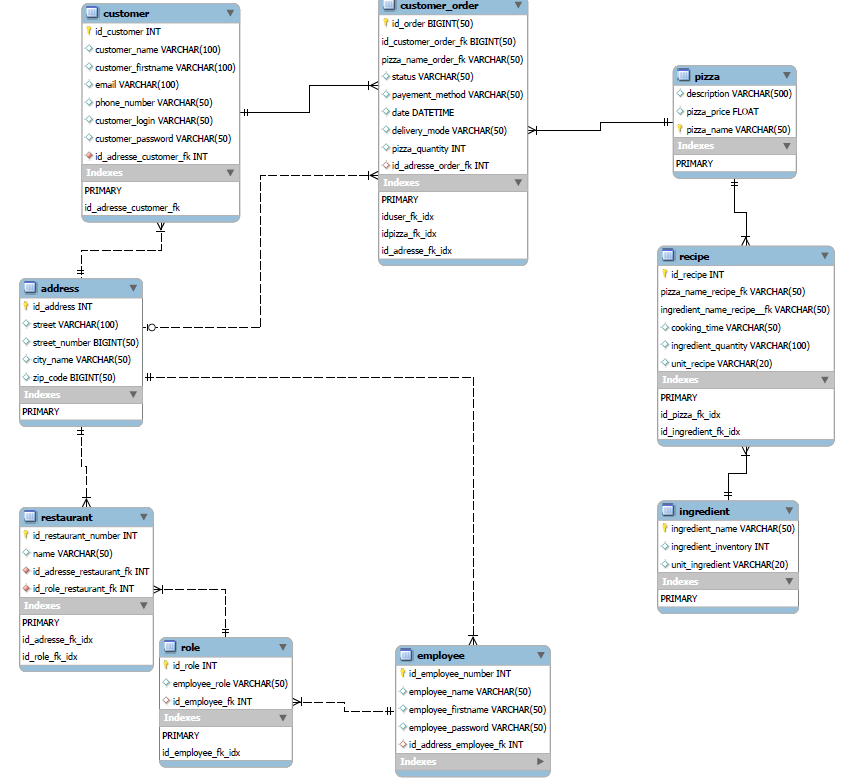 customer
id_customer INT
customer_name VARCHAR(100)
customer_firstname VARCHAR(100)
email VARCHAR(100)
phone_number VARCHAR(50)
customer_login VARCHAR(50)
customer_password VARCHAR(50)
id_adresse_customer_fk INT
Indexes
PRIMARY
id_adresse_customer_fk
customer_order
id_order BIGINT(50)
id_customer_order_fk BIGINT(50)
pizza_name_order_fk VARCHAR(50)
status VARCHAR(50)
payement_method VARCHAR(50)
date DATETIME
delivery_mode VARCHAR(50)
pizza_quantity INT
id_adresse_order_fk INT
Indexes
PRIMARY
iduser_fk_idx
idpizza_fk_idx
id_adresse_fk_idx
pizza
description VARCHAR(500)
pizza_price FLOAT
pizza_name VARCHAR(50)
Indexes
PRIMARY
recipe
id_recipe INT
pizza_name_recipe_fk VARCHAR(50)
ingredient_name_recipe__fk VARCHAR(50)
cooking_time VARCHAR(50)
ingredient_quantity VARCHAR(100)
unit_recipe VARCHAR(20)
Indexes
PRIMARY
id_pizza_fk_idx
id_ingredient_fk_idx
address
id_address INT
street VARCHAR(100)
street_number BIGINT(50)
city_name VARCHAR(50)
zip_code BIGINT(50)
Indexes
PRIMARY
restaurant
id_restaurant_number INT
name VARCHAR(50)
id_adresse_restaurant_fk INT
id_role_restaurant_fk INT
Indexes
PRIMARY
id_adresse_fk_idx
id_role_fk_idx
ingredient
ingredient_name VARCHAR(50)
ingredient_inventory INT
unit_ingredient VARCHAR(20)
Indexes
PRIMARY
role
id_role INT
employee_role VARCHAR(50)
id_employee_fk INT
Indexes
PRIMARY
id_employee_fk_idx
employee
id_employee_number INT
employee_name VARCHAR(50)
employee_firstname VARCHAR(50)
employee_password VARCHAR(50)
id_address_employee_fk INT
Indexes